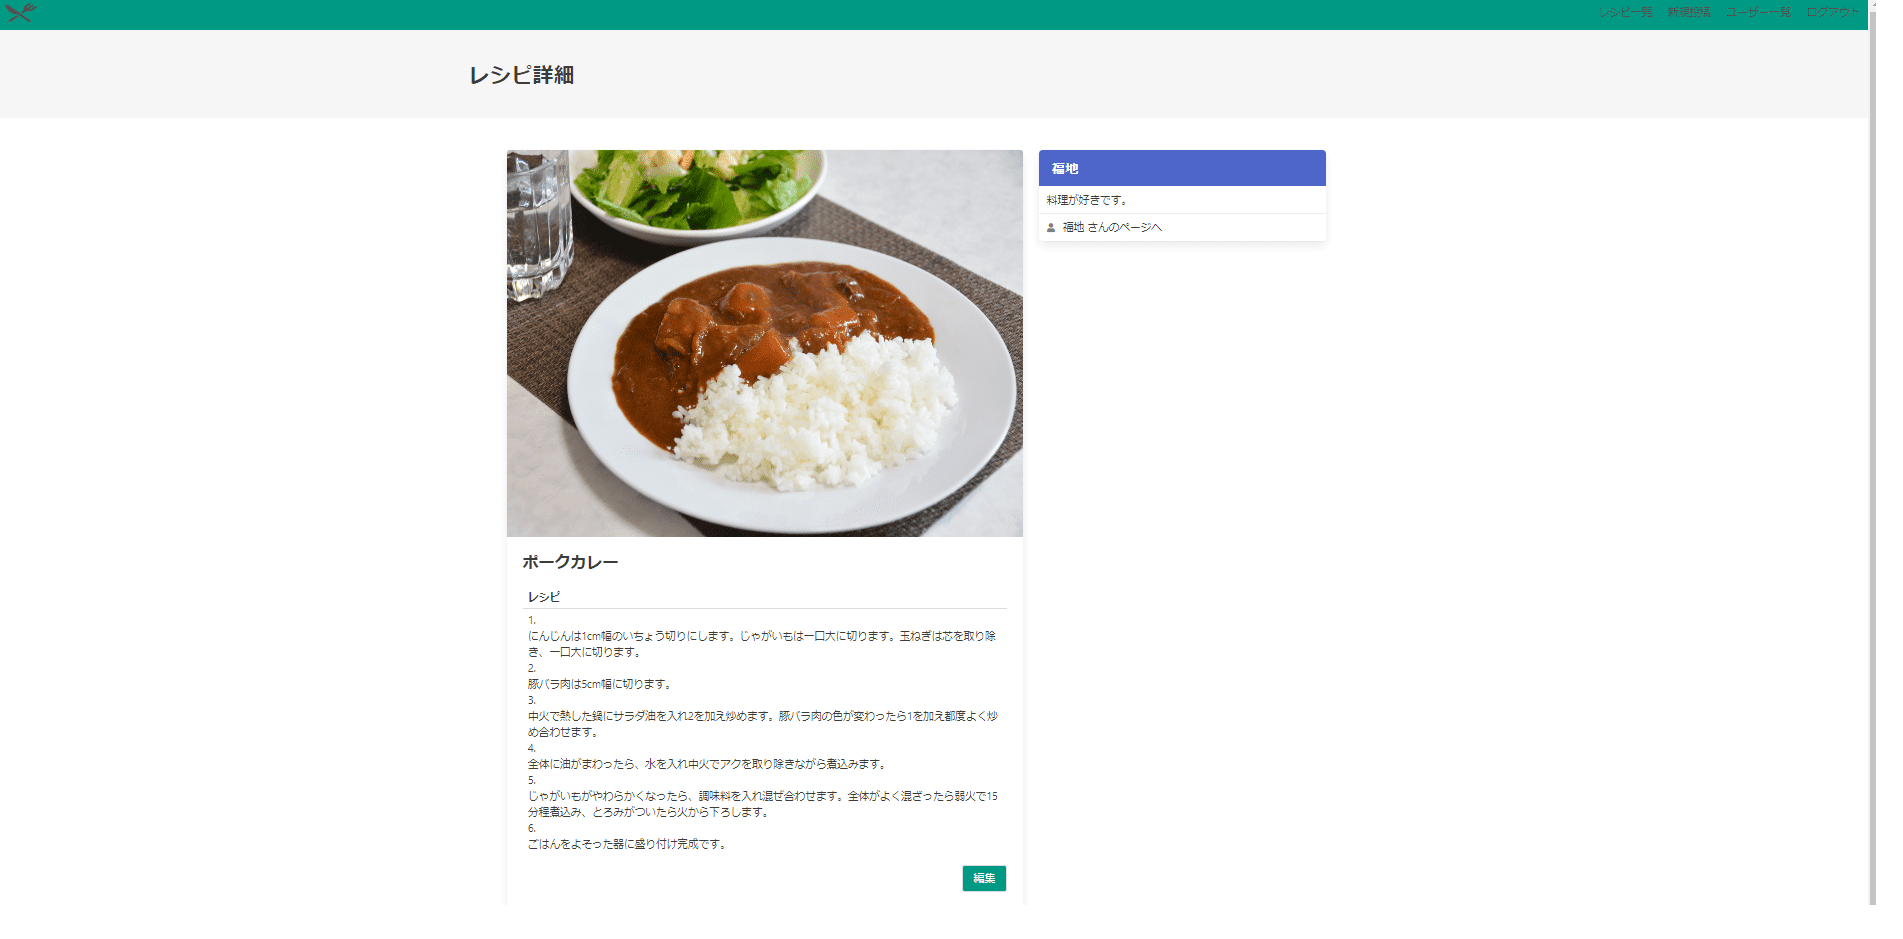 レシピ一覧 新規投稿 ユーザー一覧 ログアウト
レシピ詳細
福地
料理が好きです。
福地 さんのページへ
ポークカレー
レシピ
1.
にんじんは1cm幅のいちょう切りにします。じゃがいもは一口大に切ります。玉ねぎは芯を取り除
き、一口大に切ります。
2.
豚バラ肉は5cm幅に切ります。
3.
中火で熱した鍋にサラダ油を入れ2を加え炒めます。豚バラ肉の色が変わったら1を加え都度よく炒
め合わせます。
4.
全体に油がまわったら、水を入れ中火でアクを取り除きながら煮込みます。
5.
じゃがいもがやわらかくなったら、調味料を入れ混ぜ合わせます。全体がよく混ざったら弱火で15
分程煮込み、とろみがついたら火から下ろします。
6.
ごはんをよそった器に盛り付け完成です。
編集